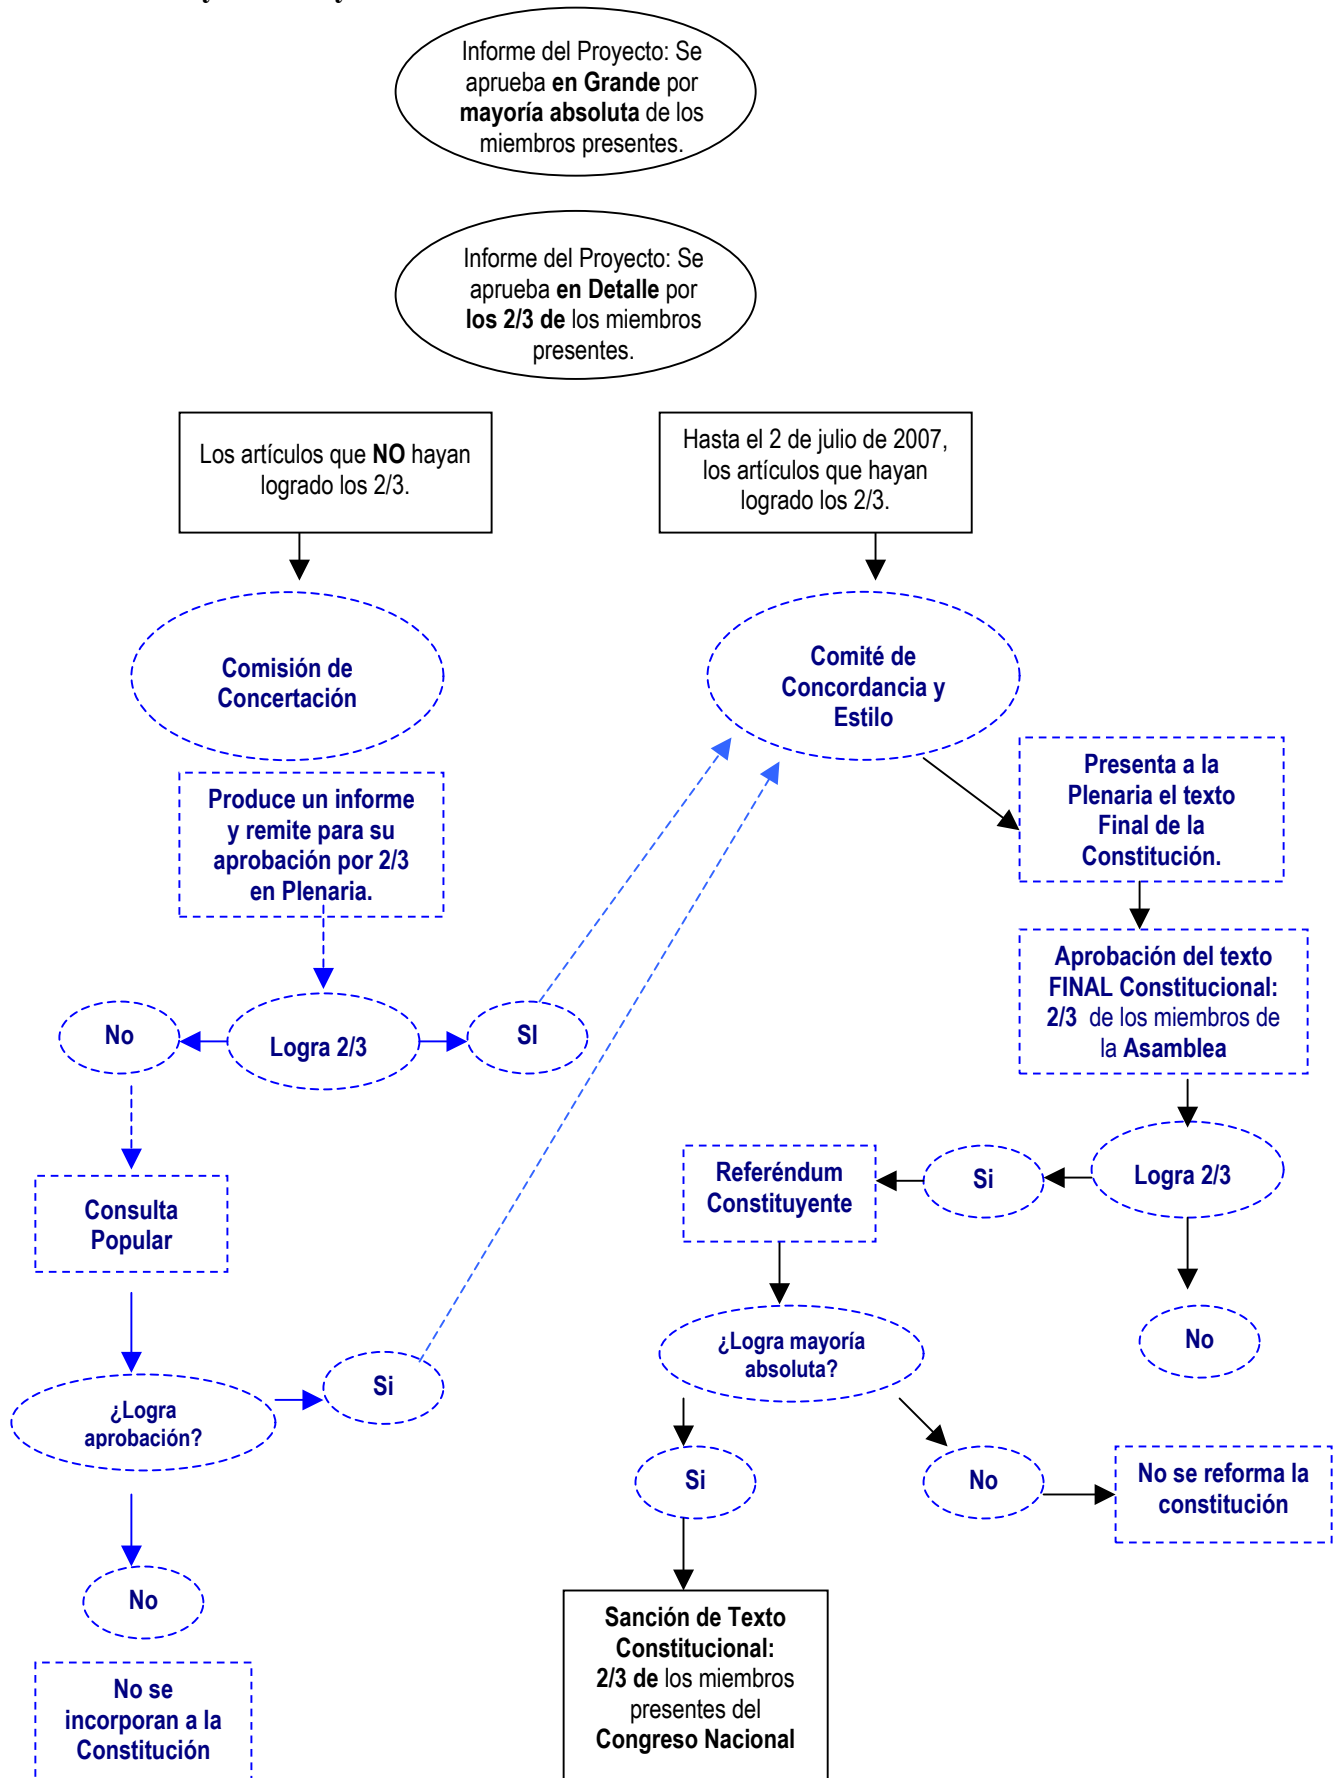 Informe del Proyecto: Se
aprueba en Grande por
mayoría absoluta de los
miembros presentes.
Informe del Proyecto: Se
aprueba en Detalle por
los 2/3 de los miembros
presentes.
Los artículos que NO hayan
logrado los 2/3.
Hasta el 2 de julio de 2007,
los artículos que hayan
logrado los 2/3.
Comisión de
Concertación
Comité de
Concordancia y
Estilo
Produce un informe
y remite para su
aprobación por 2/3
en Plenaria.
Presenta a la
Plenaria el texto
Final de la
Constitución.
Aprobación del texto
FINAL Constitucional:
2/3 de los miembros de
la Asamblea
No
Logra 2/3
SI
Referéndum
Constituyente
Si
Logra 2/3
Consulta
Popular
¿Logra mayoría
absoluta?
No
¿Logra
aprobación?
Si
Si
No
No se reforma la
constitución
No
Sanción de Texto
Constitucional:
2/3 de los miembros
presentes del
Congreso Nacional
No se
incorporan a la
Constitución